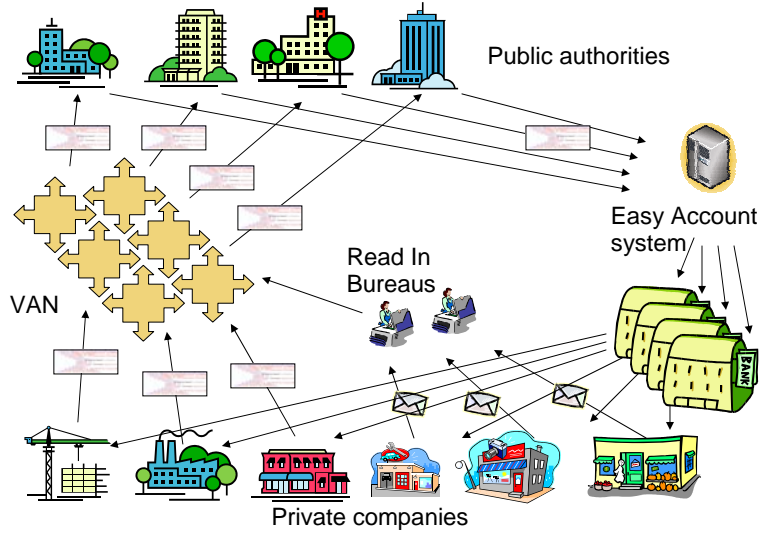 Public authorities
Easy Account
system
Read In
Bureaus
VAN
BANK
Private companies
H